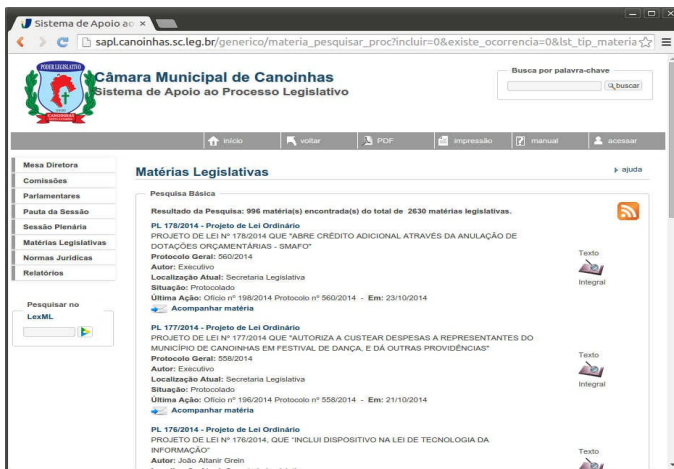 Sistema de Apoio ao
sapl.canoinhas.sc.leg.br/generico/materia_pesquisar_proc?incluir=0&existe_ocorrencia=0&lst_tip_materia
PODER LEGISLATIVO
CANOINHAS
Câmara Municipal de Canoinhas
Sistema de Apoio ao Processo Legislativo
Busca por palavra-chave
buscar
início
voltar
PDF
impressão
manual
acessar
Mesa Diretora
Comissões
Parlamentares
Pauta da Sessão
Sessão Plenária
Matérias Legislativas
Normas Jurídicas
Relatórios
Pesquisar no
LexML
Matérias Legislativas
ajuda
Pesquisa Básica
Resultado da Pesquisa: 996 matéria(s) encontrada(s) do total de 2630 matérias legislativas.
PL 178/2014 - Projeto de Lei Ordinário
PROJETO DE LEI Nº 178/2014 QUE "ABRE CRÉDITO ADICIONAL ATRAVÉS DA ANULAÇÃO DE
DOTAÇÕES ORÇAMENTÁRIAS - SMAFO"
Protocolo Geral: 560/2014
Autor: Executivo
Localização Atual: Secretaria Legislativa
Situação: Protocolado
Última Ação: Ofício nº 198/2014 Protocolo nº 560/2014 - Em: 23/10/2014
Acompanhar matéria
Texto
Integral
PL 177/2014 - Projeto de Lei Ordinário
PROJETO DE LEI Nº 177/2014 QUE "AUTORIZA A CUSTEAR DESPESAS A REPRESENTANTES DO
MUNICÍPIO DE CANOINHAS EM FESTIVAL DE DANÇA, E DÁ OUTRAS PROVIDÊNCIAS"
Protocolo Geral: 558/2014
Autor: Executivo
Localização Atual: Secretaria Legislativa
Situação: Protocolado
Última Ação: Ofício nº 196/2014 Protocolo nº 558/2014 - Em: 21/10/2014
Acompanhar matéria
Texto
Integral
PL 176/2014 - Projeto de Lei Ordinário
PROJETO DE LEI Nº 176/2014, QUE "INCLUI DISPOSITIVO NA LEI DE TECNOLOGIA DA
INFORMAÇÃO"
Autor: João Altanir Grein
Texto